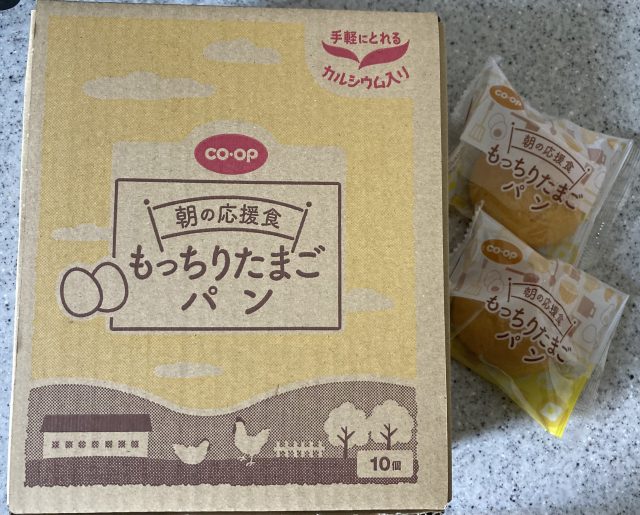 手軽にとれる
カルシウム入り
CO·OP
朝の応援食
もっちりたまご
パン
10個
CO·OP
朝の応援食
もっちりたまご
パン
CO·OP
朝の応援食
もっちりたまご
パン